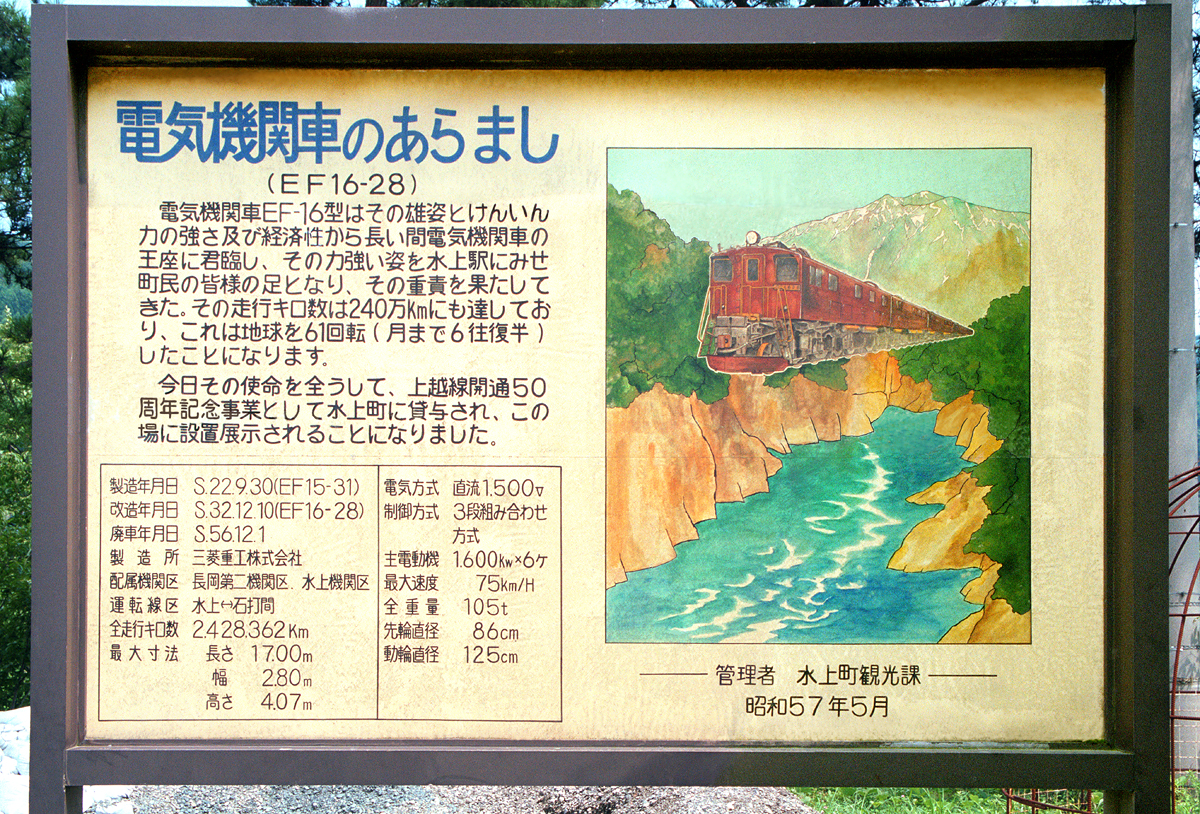 電気機関車のあらまし
(EF16-28)
電気機関車EF-16型はその雄姿とけんいん
力の強さ及び経済性から長い間電気機関車の
王座に君臨し、その力強い姿を水上駅にみせ
町民の皆様の足となり、その重責を果たして
きた。その走行キロ数は240万Kmにも達してお
り、これは地球を61回転(月まで6往復半)
したことになります。
今日その使命を全うして、上越線開通50
周年記念事業として水上町に貸与され、この
場に設置展示されることになりました。
製造年月日 S.22.9.30(EF15-31)
改造年月日 S.32.12.10(EF16-28)
廃車年月日 S.56.12.1
製造所 三菱重工株式会社
配属機関区 長岡第二機関区．水上機関区
運転線区 水上↔石打間
全走行キロ数 2.428.362Km
最大寸法 長さ 17.00m
幅 2.80m
高さ 4.07m
電気方式 直流1.500V
制御方式 3段組み合わせ
方式
主電動機 1.600kw×6ケ
最大速度 75km/H
全重量 105t
先輪直径 86cm
動輪直径 125cm
管理者 水上町観光課
昭和57年5月